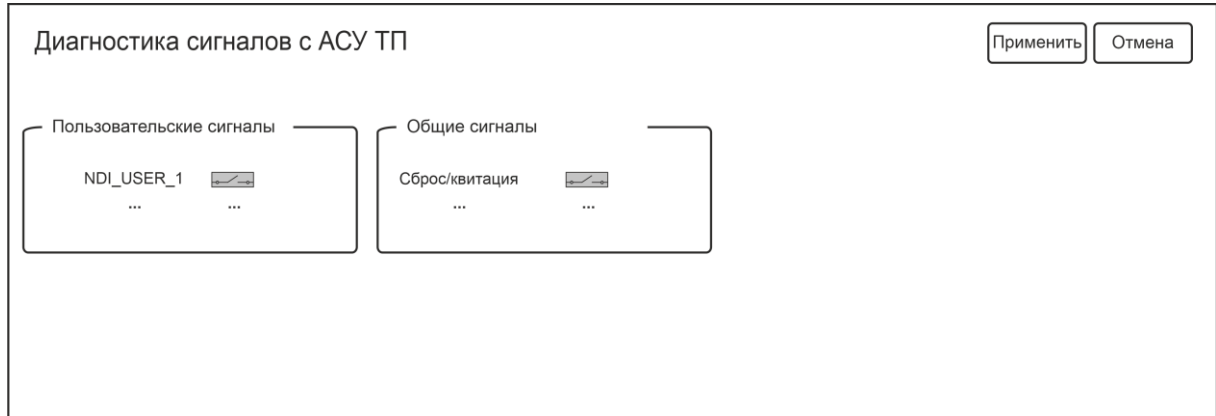 Диагностика сигналов с АСУ ТП
Применить Отмена
Пользовательские сигналы Общие сигналы
NDI_USER_1 Сброс/квитация
... ... ... ...